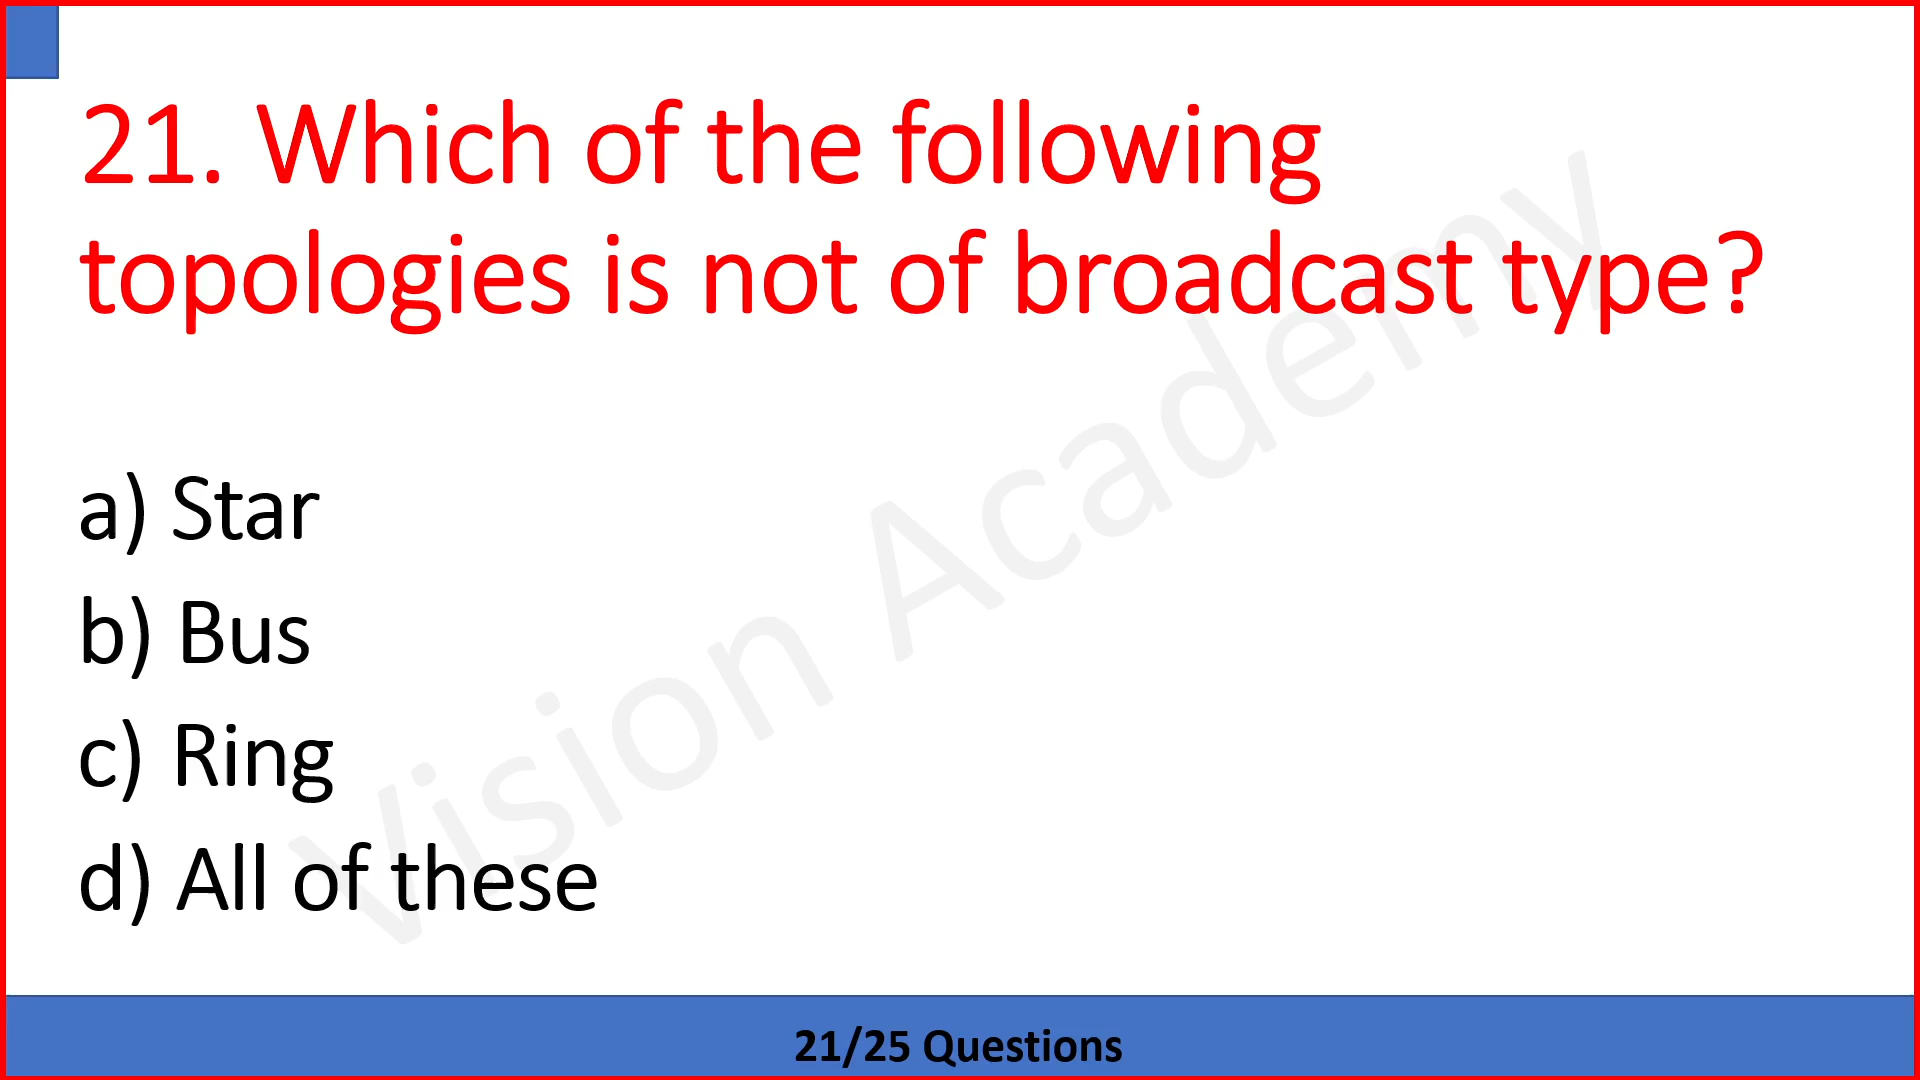 21. Which of the following
topologies is not of broadcast type?
a) Star
b) Bus
c) Ring
d) All of these
Vision Academy
21/25 Questions